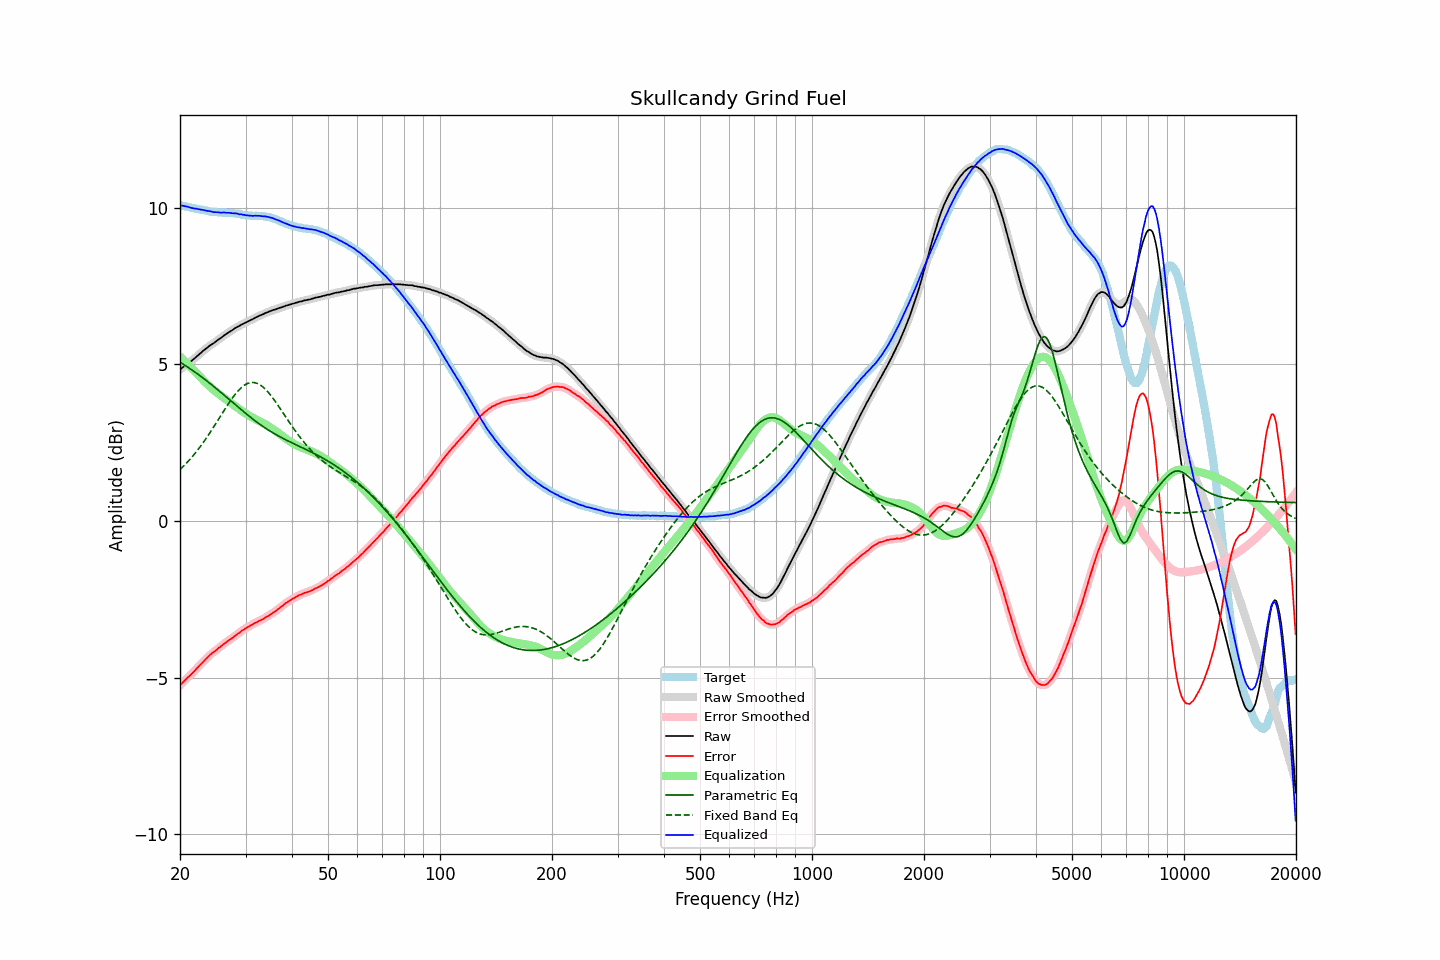 Skullcandy Grind Fuel
Amplitude (dBr)
10
5
0
−5
−10
Target
Raw Smoothed
Error Smoothed
Raw
Error
Equalization
Parametric Eq
Fixed Band Eq
Equalized
20 50 100 200 500 1000 2000 5000 10000 20000
Frequency (Hz)